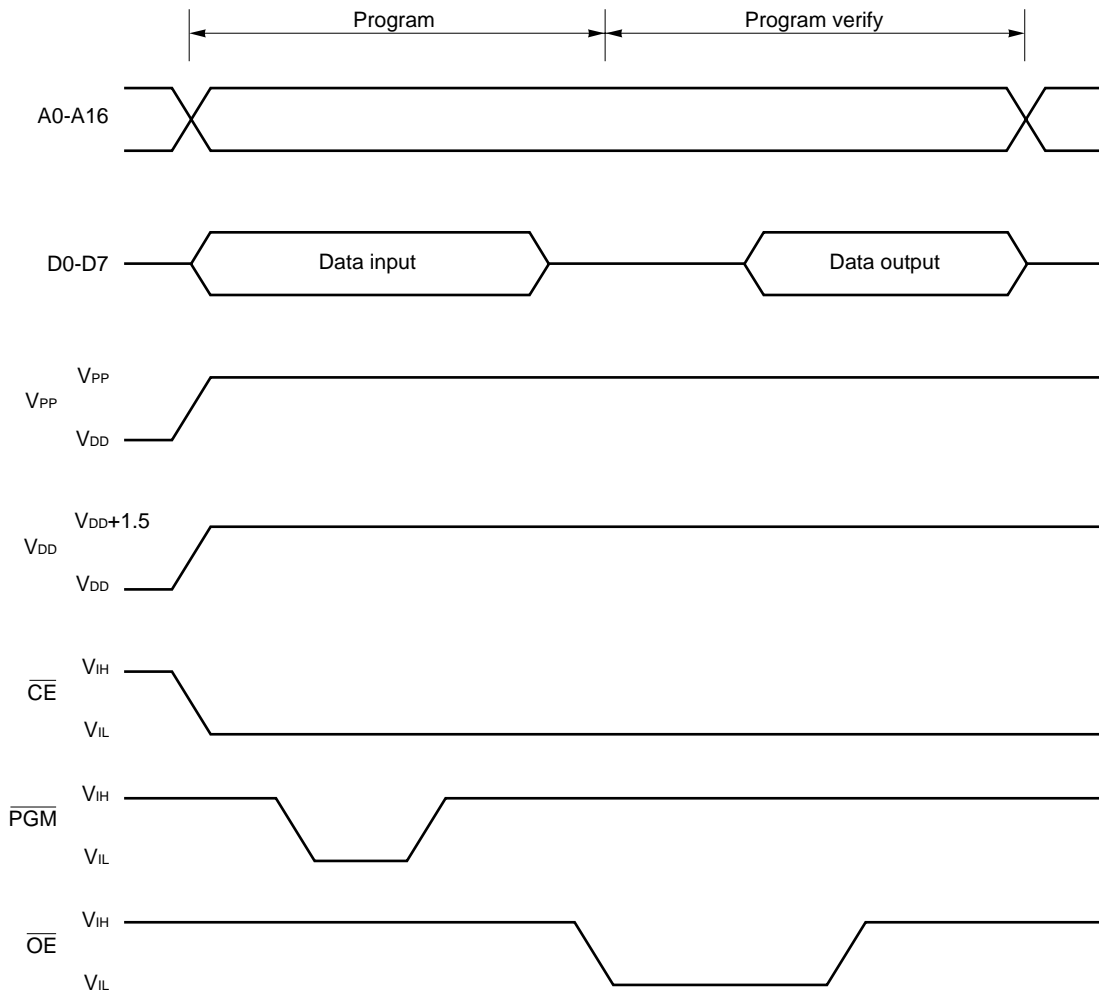 Program
Program verify
A0-A16
D0-D7
Data input
Data output
VPP
VPP
VDD
VDD+1.5
VDD
VDD
VIH
CE
VIL
VIH
PGM
VIL
VIH
OE
VIL